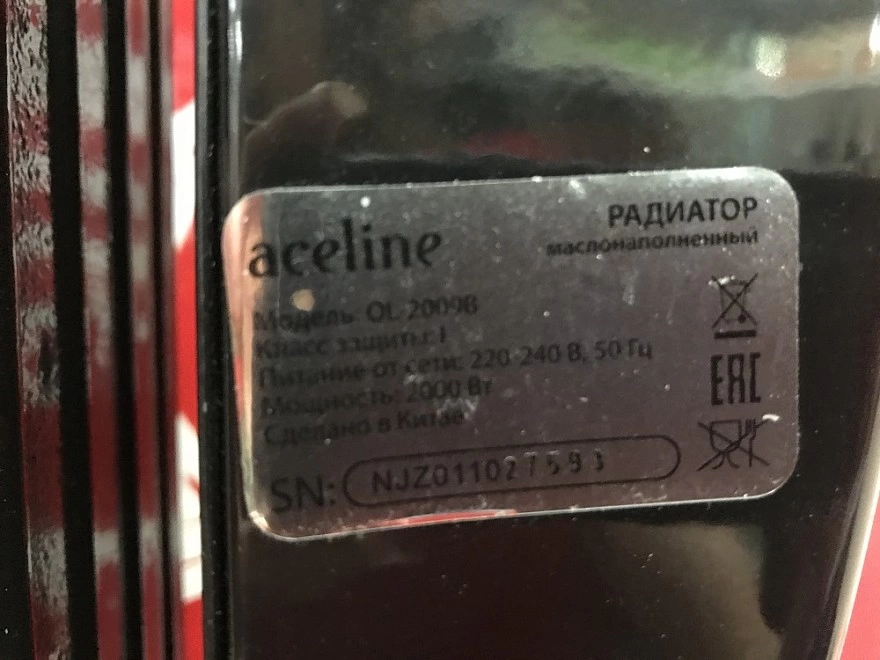 aceline
РАДИАТОР
маслонаполненный
Модель: OL-2009B
Класс защиты: I
Питание от сети: 220-240 В, 50 Гц
Мощность: 2000 Вт
Сделано в Китае
EAC
SN: NJZ011027593